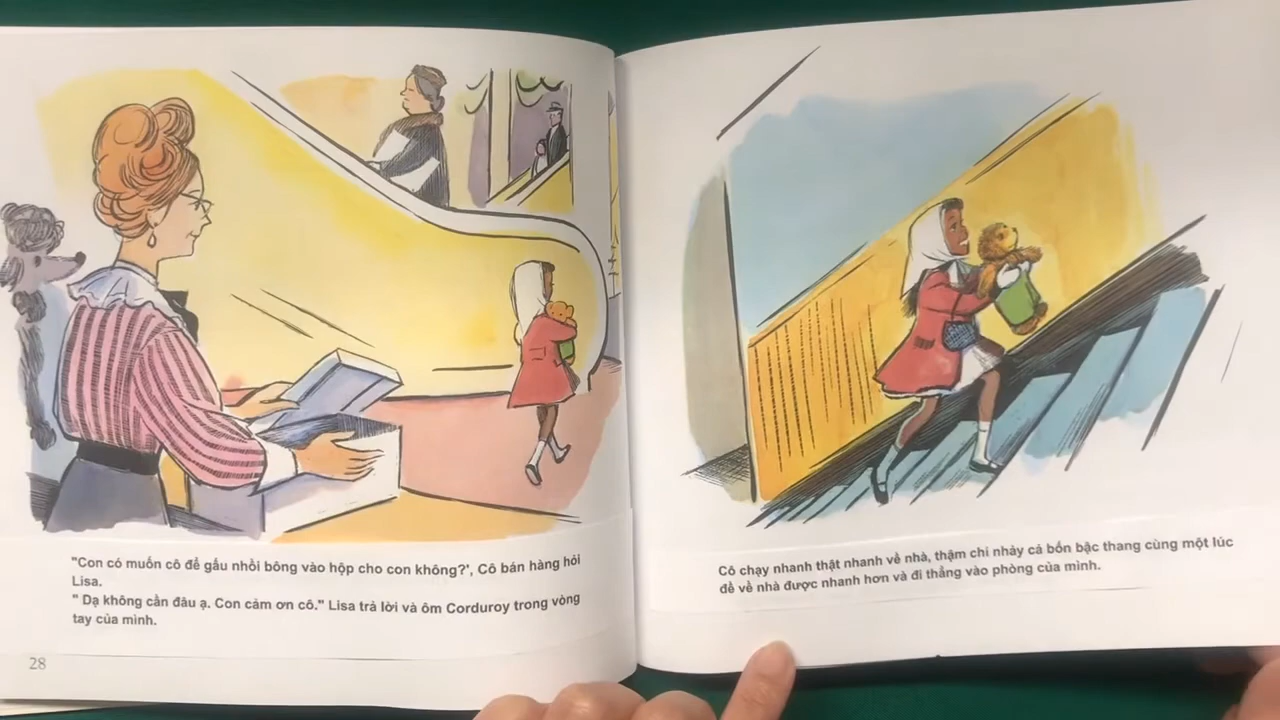 "Con có muốn cô để gấu nhồi bông vào hộp cho con không?', Cô bán hàng hỏi
Lisa.
" Dạ không cần đâu ạ. Con cảm ơn cô." Lisa trả lời và ôm Corduroy trong vòng
tay của mình.
28
Cô chạy nhanh thật nhanh về nhà, thậm chi nhảy cả bốn bậc thang cùng một lúc
để về nhà được nhanh hơn và đi thẳng vào phòng của mình.